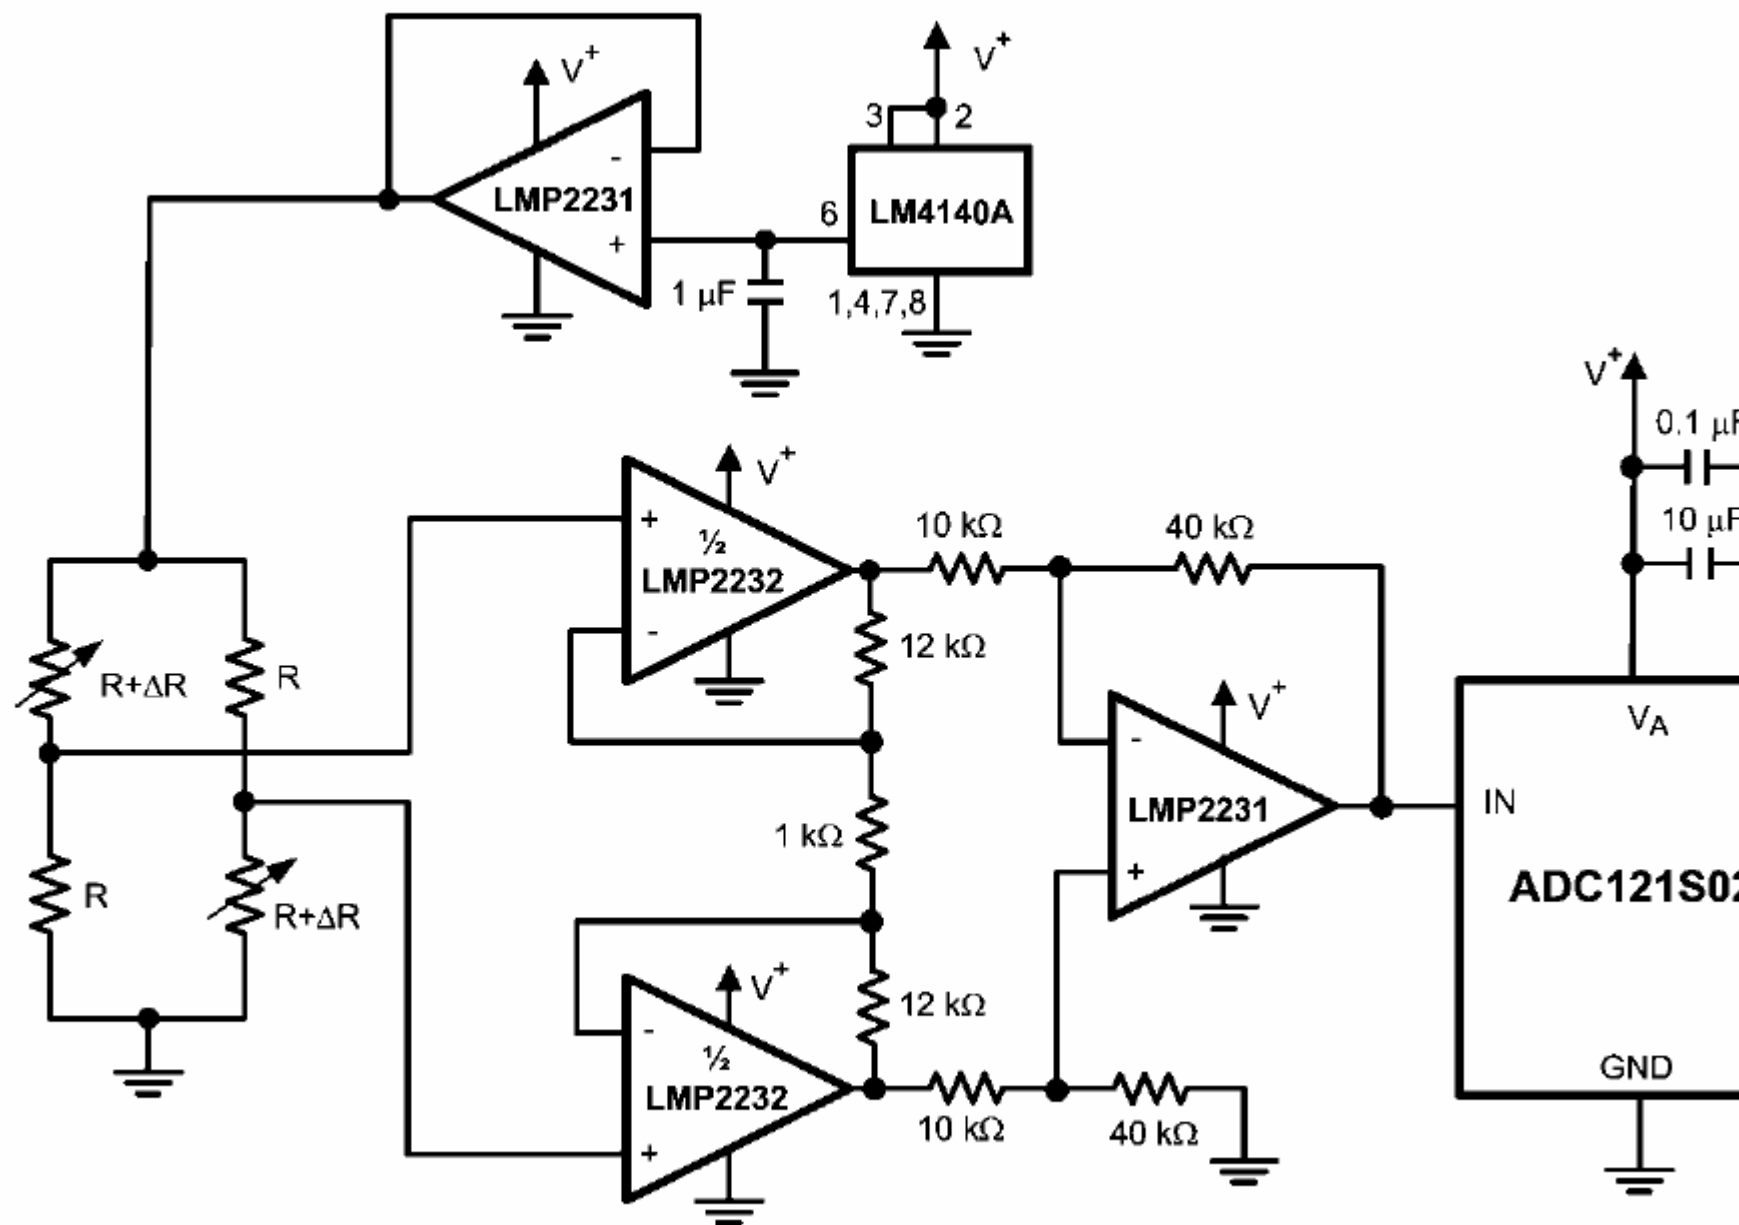 V+
V+
3
2
-
LMP2231
+
6
LM4140A
1 µF
1,4,7,8
V+
0.1 µF
10 µF
V+
+
½
LMP2232
-
10 kΩ
40 kΩ
12 kΩ
R+ΔR
R
V+
VA
-
LMP2231
+
IN
1 kΩ
ADC121S02
R
R+ΔR
V+
12 kΩ
-
½
LMP2232
+
GND
10 kΩ
40 kΩ